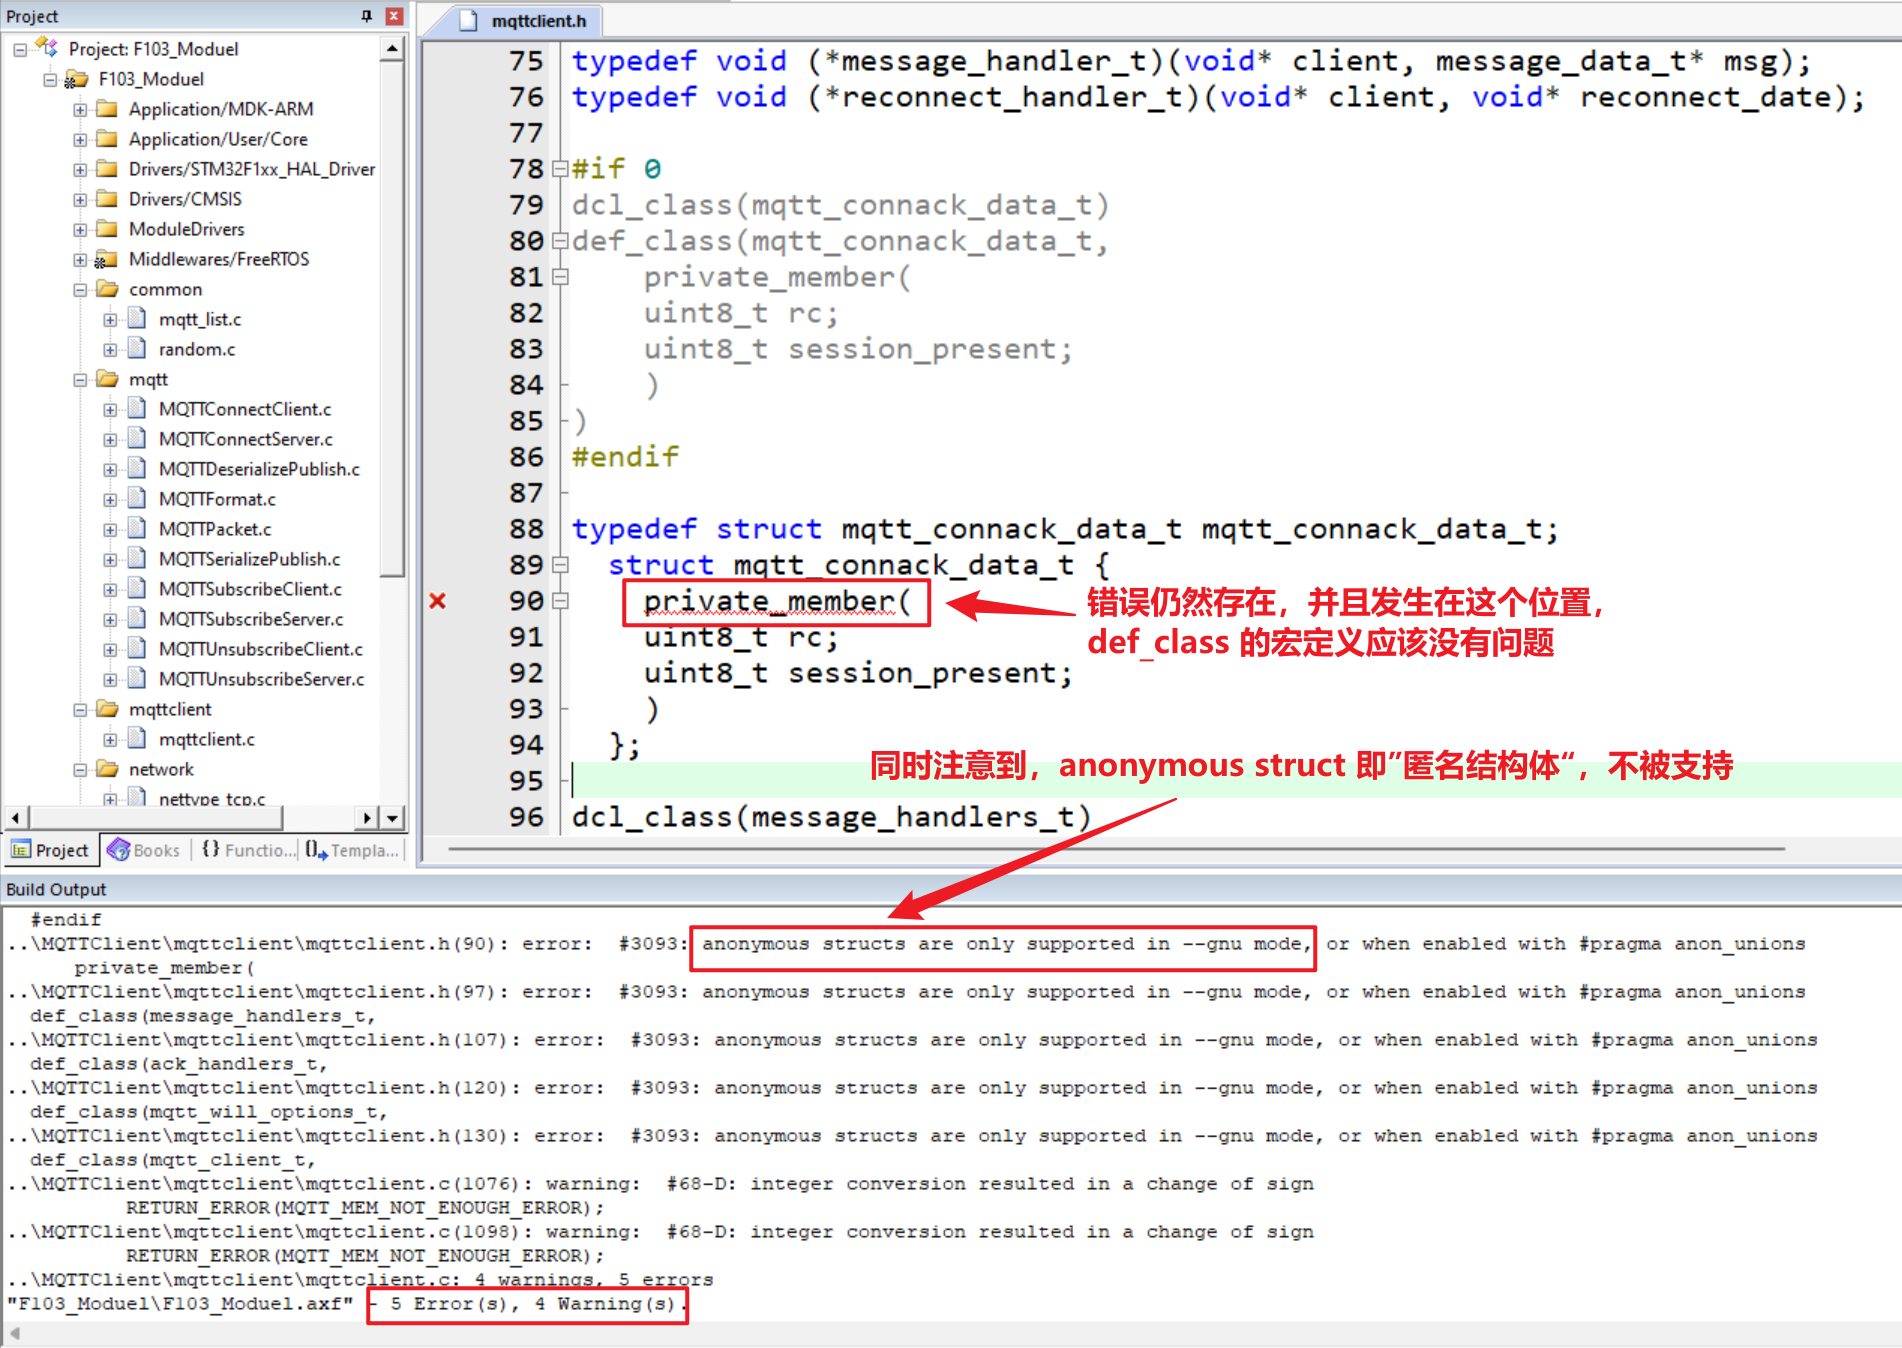 Project
Project: F103_Moduel
F103_Moduel
Application/MDK-ARM
Application/User/Core
Drivers/STM32F1xx_HAL_Driver
Drivers/CMSIS
ModuleDrivers
Middlewares/FreeRTOS
common
mqtt_list.c
random.c
mqtt
MQTTConnectClient.c
MQTTConnectServer.c
MQTTDeserializePublish.c
MQTTFormat.c
MQTTPacket.c
MQTTSerializePublish.c
MQTTSubscribeClient.c
MQTTSubscribeServer.c
MQTTUnsubscribeClient.c
MQTTUnsubscribeServer.c
mqttclient
mqttclient.c
network
nettype_tcp.c
Project Books {} Functio... Templa...
mqttclient.h
75 typedef void (*message_handler_t)(void* client, message_data_t* msg);
76 typedef void (*reconnect_handler_t)(void* client, void* reconnect_date);
77
78 #if 0
79 dcl_class(mqtt_connack_data_t)
80 def_class(mqtt_connack_data_t,
81 private_member(
82 uint8_t rc;
83 uint8_t session_present;
84 )
85 )
86 #endif
87
88 typedef struct mqtt_connack_data_t mqtt_connack_data_t;
89 struct mqtt_connack_data_t {
90 private_member(
91 uint8_t rc;
92 uint8_t session_present;
93 )
94 };
95
96 dcl_class(message_handlers_t)
错误仍然存在，并且发生在这个位置，
def_class 的宏定义应该没有问题
同时注意到，anonymous struct 即”匿名结构体“，不被支持
Build Output
#endif
..\MQTTClient\mqttclient\mqttclient.h(90): error:  #3093: anonymous structs are only supported in --gnu mode, or when enabled with #pragma anon_unions
private_member(
..\MQTTClient\mqttclient\mqttclient.h(97): error:  #3093: anonymous structs are only supported in --gnu mode, or when enabled with #pragma anon_unions
def_class(message_handlers_t,
..\MQTTClient\mqttclient\mqttclient.h(107): error:  #3093: anonymous structs are only supported in --gnu mode, or when enabled with #pragma anon_unions
def_class(ack_handlers_t,
..\MQTTClient\mqttclient\mqttclient.h(120): error:  #3093: anonymous structs are only supported in --gnu mode, or when enabled with #pragma anon_unions
def_class(mqtt_will_options_t,
..\MQTTClient\mqttclient\mqttclient.h(130): error:  #3093: anonymous structs are only supported in --gnu mode, or when enabled with #pragma anon_unions
def_class(mqtt_client_t,
..\MQTTClient\mqttclient\mqttclient.c(1076): warning:  #68-D: integer conversion resulted in a change of sign
RETURN_ERROR(MQTT_MEM_NOT_ENOUGH_ERROR);
..\MQTTClient\mqttclient\mqttclient.c(1098): warning:  #68-D: integer conversion resulted in a change of sign
RETURN_ERROR(MQTT_MEM_NOT_ENOUGH_ERROR);
..\MQTTClient\mqttclient\mqttclient.c: 4 warnings, 5 errors
"F103_Moduel\F103_Moduel.axf" - 5 Error(s), 4 Warning(s).